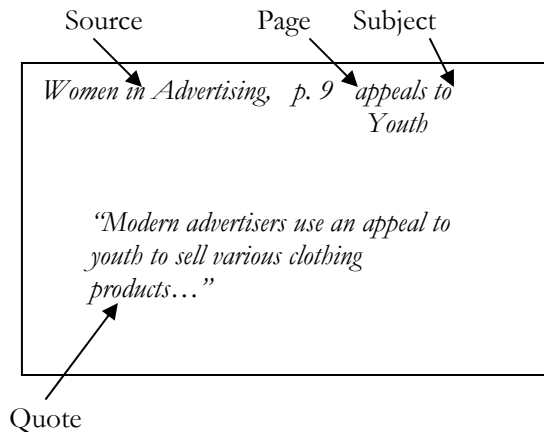 Source Page Subject
Women in Advertising, p. 9 appeals to
Youth
“Modern advertisers use an appeal to
youth to sell various clothing
products…”
Quote